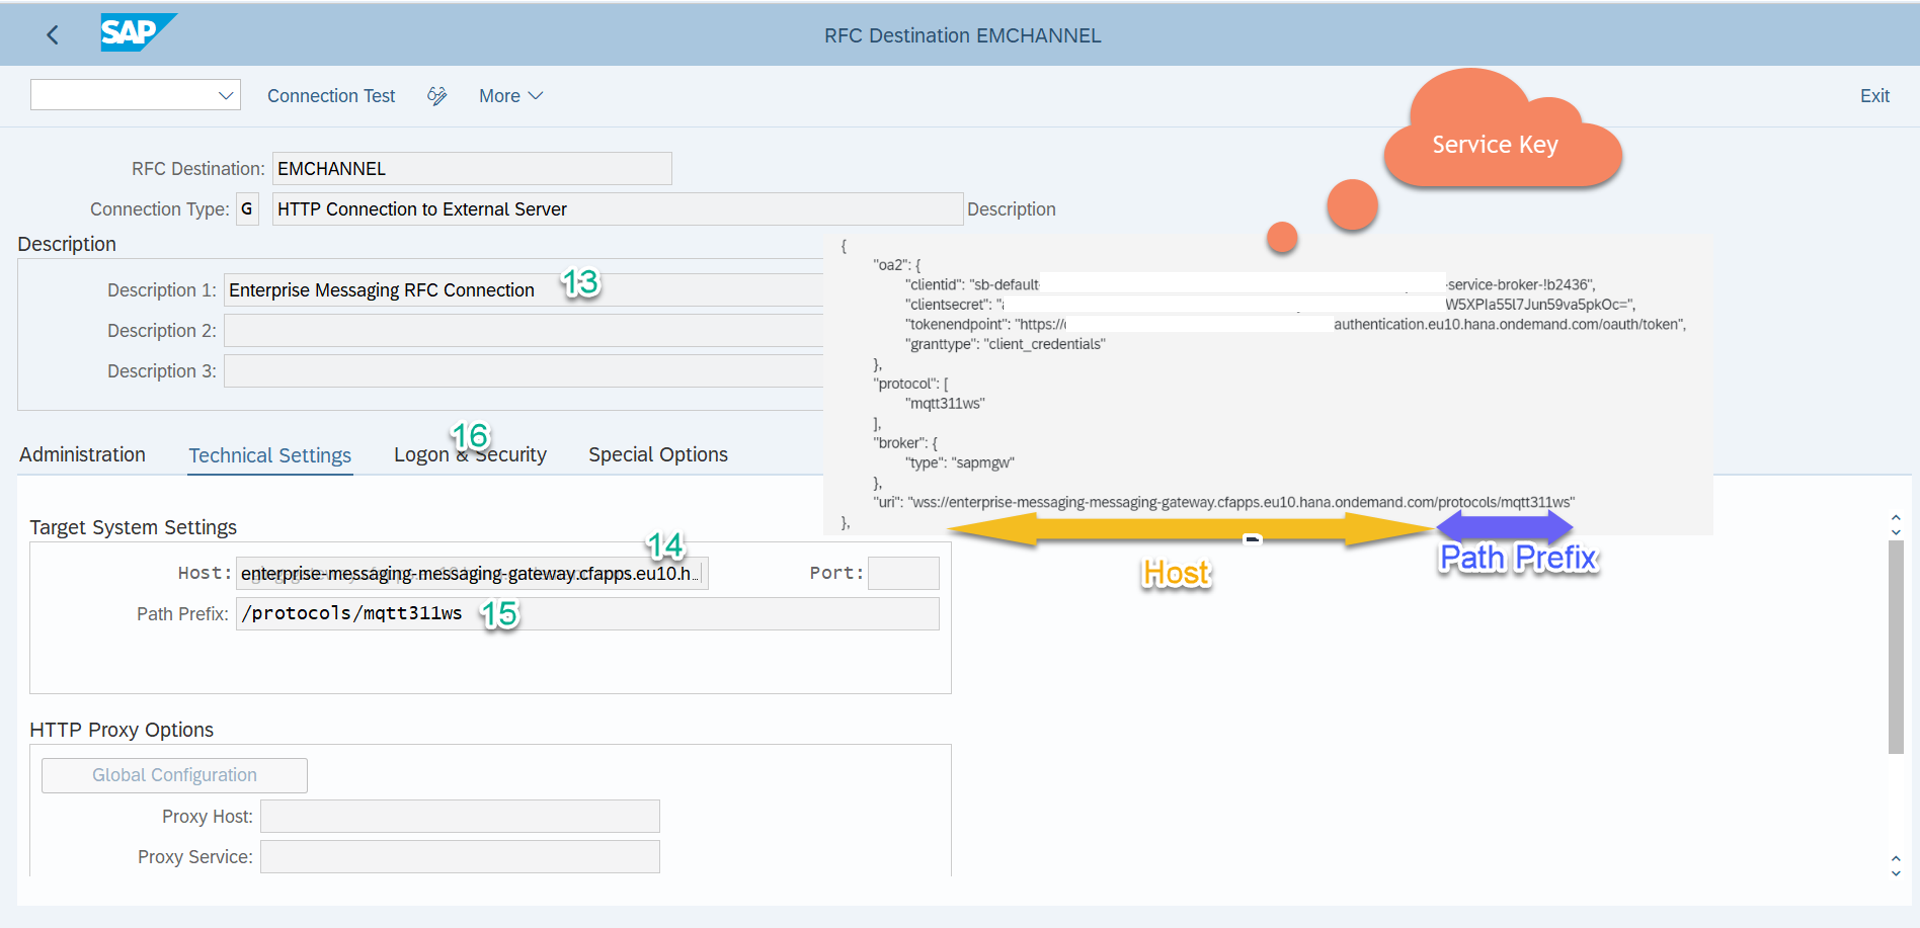 SAP
RFC Destination EMCHANNEL
Connection Test
More
Exit
Service Key
RFC Destination: EMCHANNEL
Connection Type: G HTTP Connection to External Server Description
Description
Description 1: Enterprise Messaging RFC Connection 13
Description 2:
Description 3:
{
"oa2": {
"clientid": "sb-default- -service-broker-!b2436",
"clientsecret": " W5XPIa55l7Jun59va5pkOc=",
"tokenendpoint": "https:// authentication.eu10.hana.ondemand.com/oauth/token",
"granttype": "client_credentials"
},
"protocol": [
"mqtt311ws"
],
"broker": {
"type": "sapmgw"
},
"uri": "wss://enterprise-messaging-messaging-gateway.cfapps.eu10.hana.ondemand.com/protocols/mqtt311ws"
},
Host
Path Prefix
16
Administration Technical Settings Logon & Security Special Options
Target System Settings
14
Host: enterprise-messaging-messaging-gateway.cfapps.eu10.h... Port:
Path Prefix: /protocols/mqtt311ws 15
HTTP Proxy Options
Global Configuration
Proxy Host:
Proxy Service: